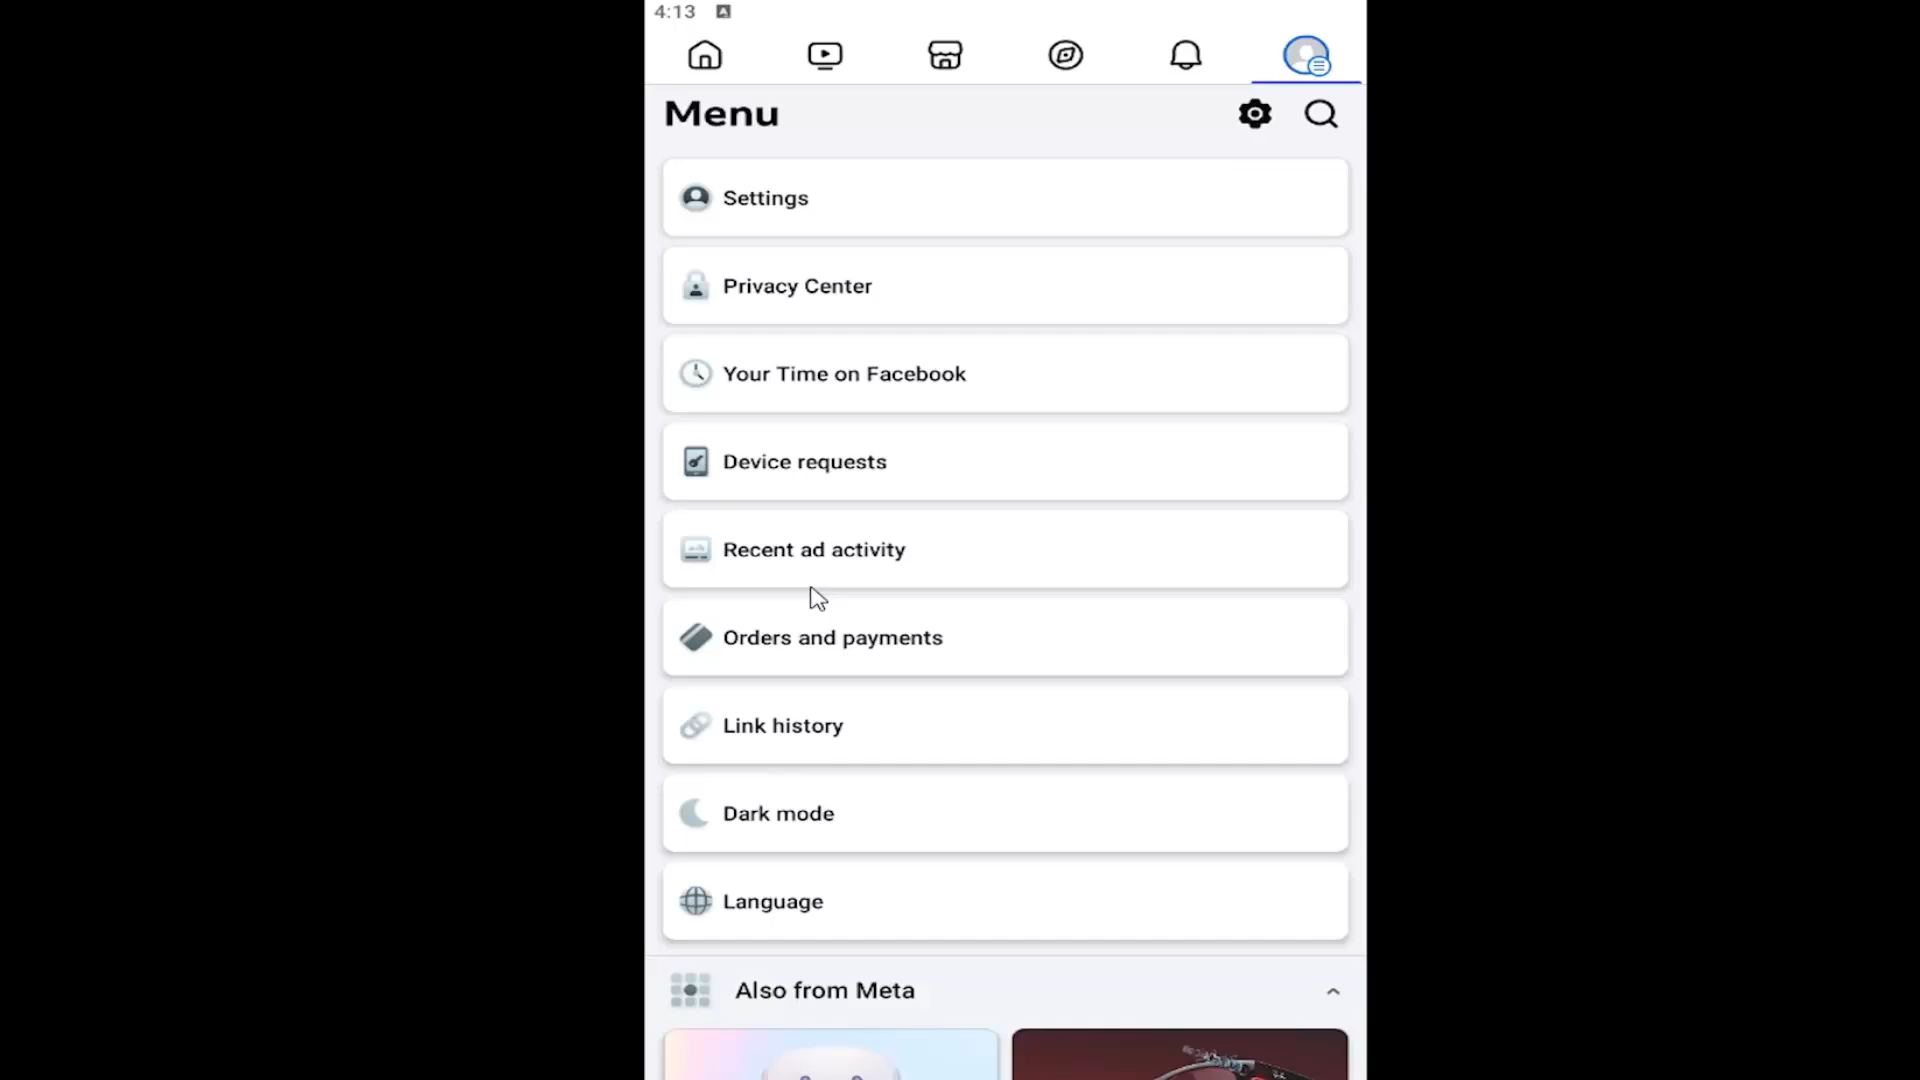 4:13
Menu
Settings
Privacy Center
Your Time on Facebook
Device requests
Recent ad activity
Orders and payments
Link history
Dark mode
Language
Also from Meta